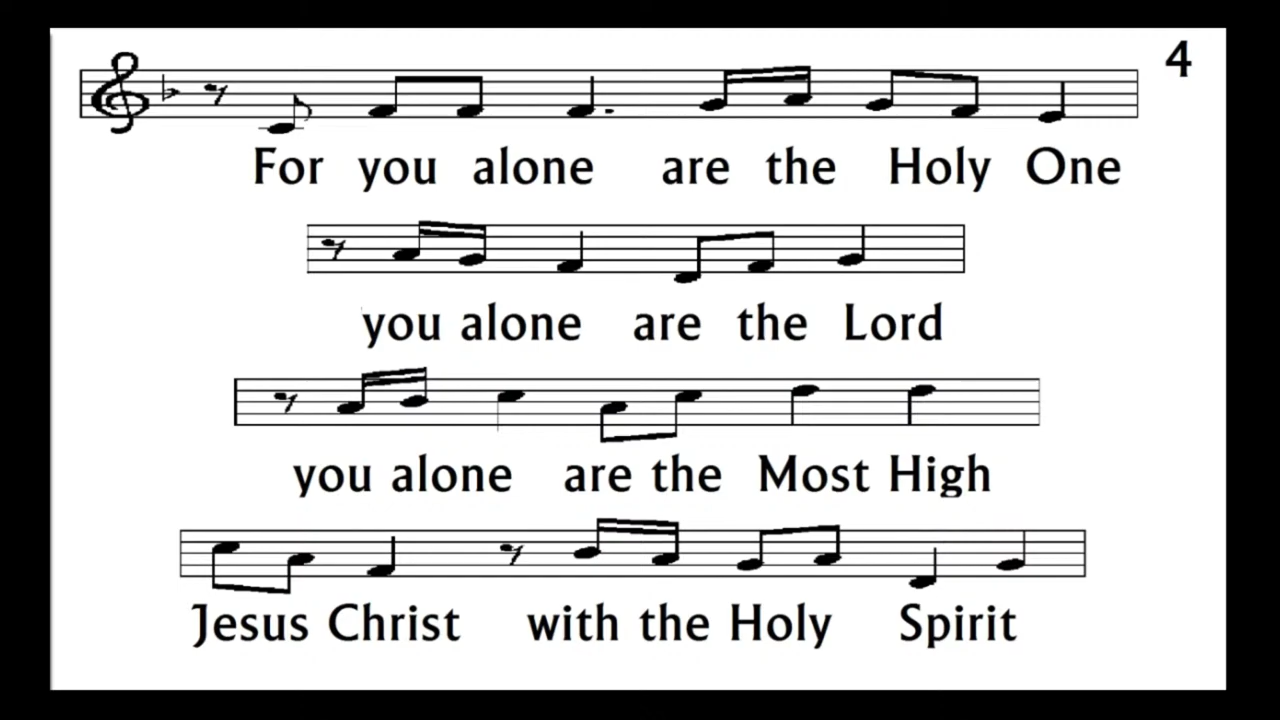 4
For you alone are the Holy One
you alone are the Lord
you alone are the Most High
Jesus Christ with the Holy Spirit